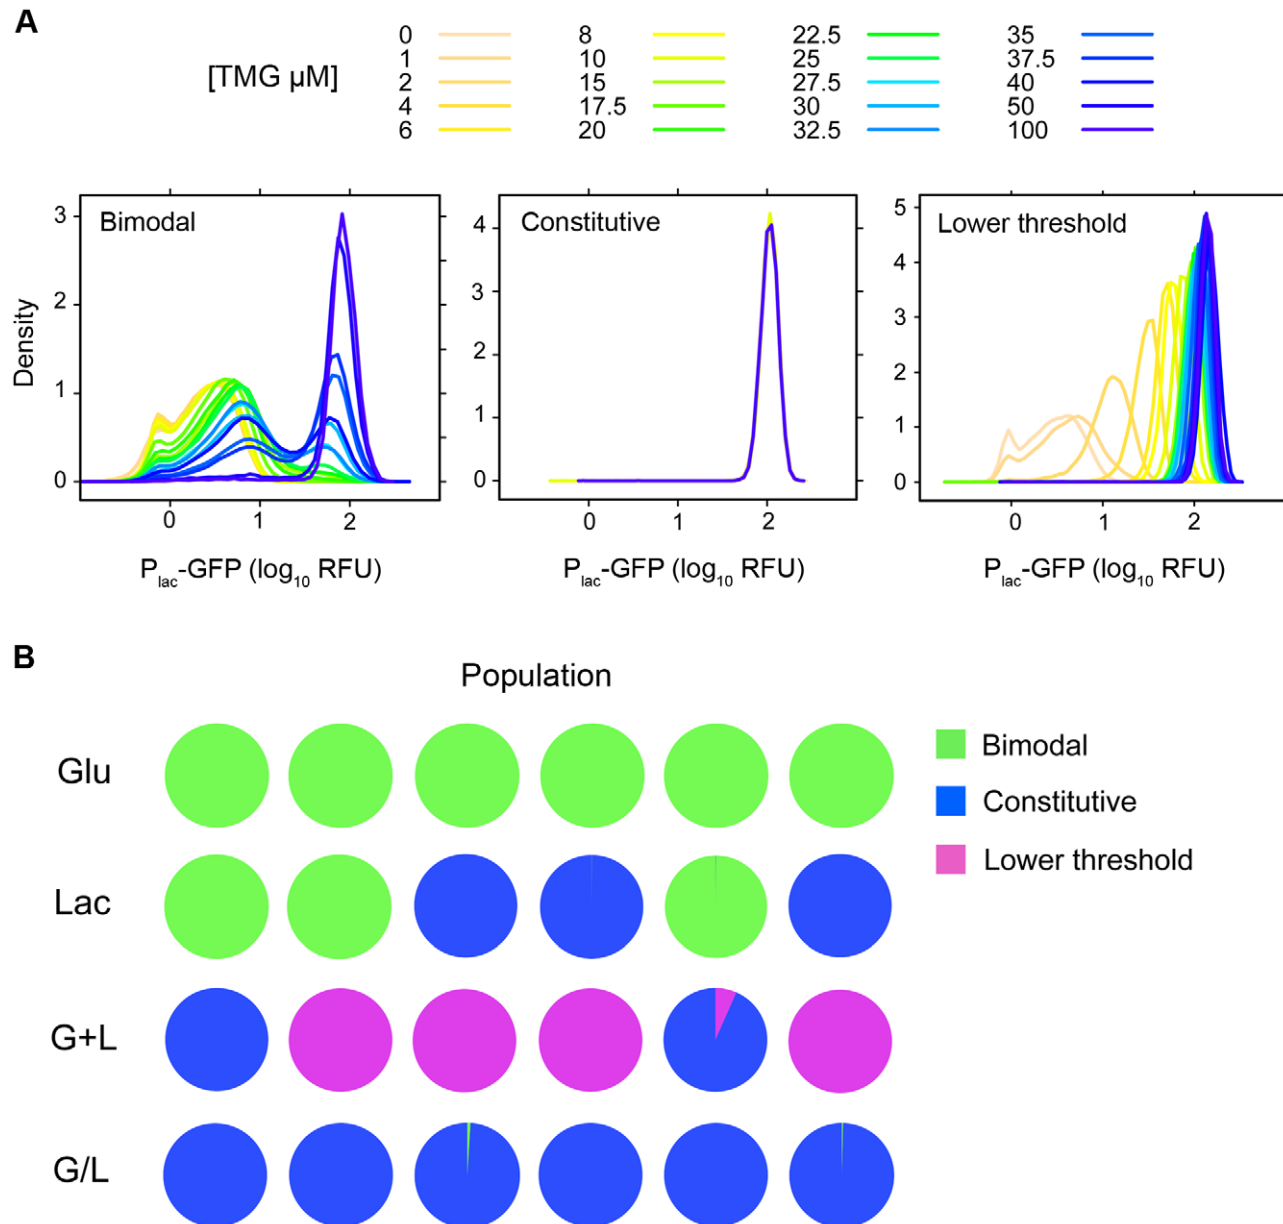 A
[TMG µM]
0 8 22.5 35
1 10 25 37.5
2 15 27.5 40
4 17.5 30 50
6 20 32.5 100
Bimodal Constitutive Lower threshold
Density
3
2
1
0
4
3
2
1
0
5
4
3
2
1
0
0 1 2 0 1 2 0 1 2
Plac-GFP (log10 RFU) Plac-GFP (log10 RFU) Plac-GFP (log10 RFU)
B
Population
Glu
Lac
G+L
G/L
Bimodal
Constitutive
Lower threshold